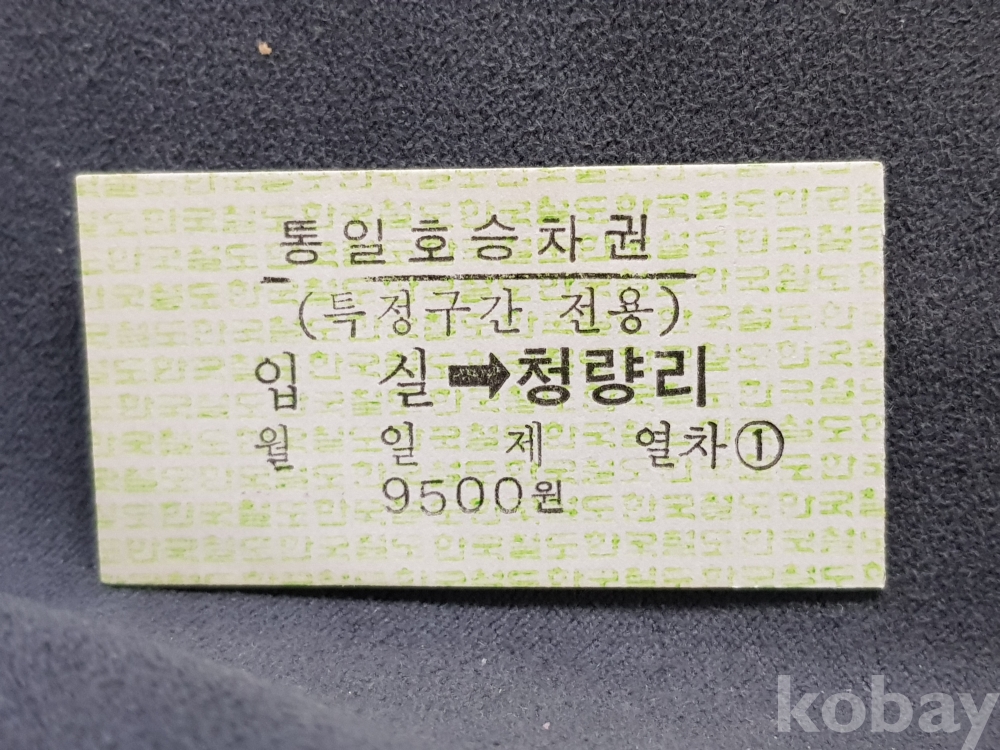 통일호승차권
(특정구간 전용)
입 실➡청량리
월 일 제 열차①
9500원
kobay